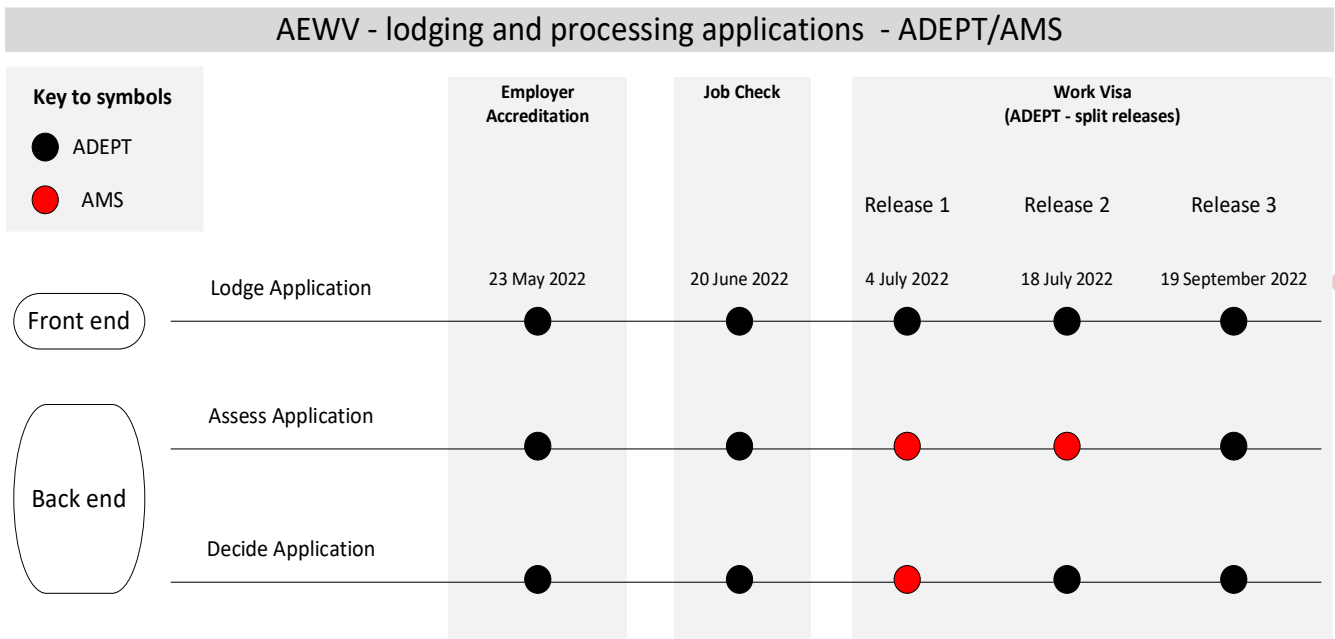 AEWV - lodging and processing applications - ADEPT/AMS
Key to symbols
ADEPT
AMS
Employer
Accreditation
Job Check
Work Visa
(ADEPT - split releases)
Release 1
Release 2
Release 3
Lodge Application
23 May 2022
20 June 2022
4 July 2022
18 July 2022
19 September 2022
Front end
Assess Application
Back end
Decide Application